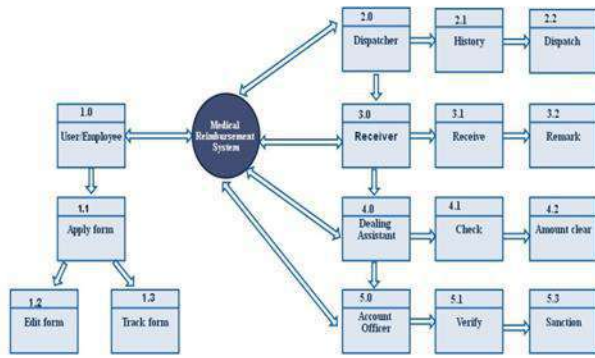 2.0
Dispatcher
2.1
History
2.2
Dispatch
1.0
User/Employee
Medical
Reimbursement
System
3.0
Receiver
3.1
Receive
3.2
Remark
1.1
Apply form
4.0
Dealing
Assistant
4.1
Check
4.2
Amount clear
1.2
Edit form
1.3
Track form
5.0
Account
Officer
5.1
Verify
5.3
Sanction